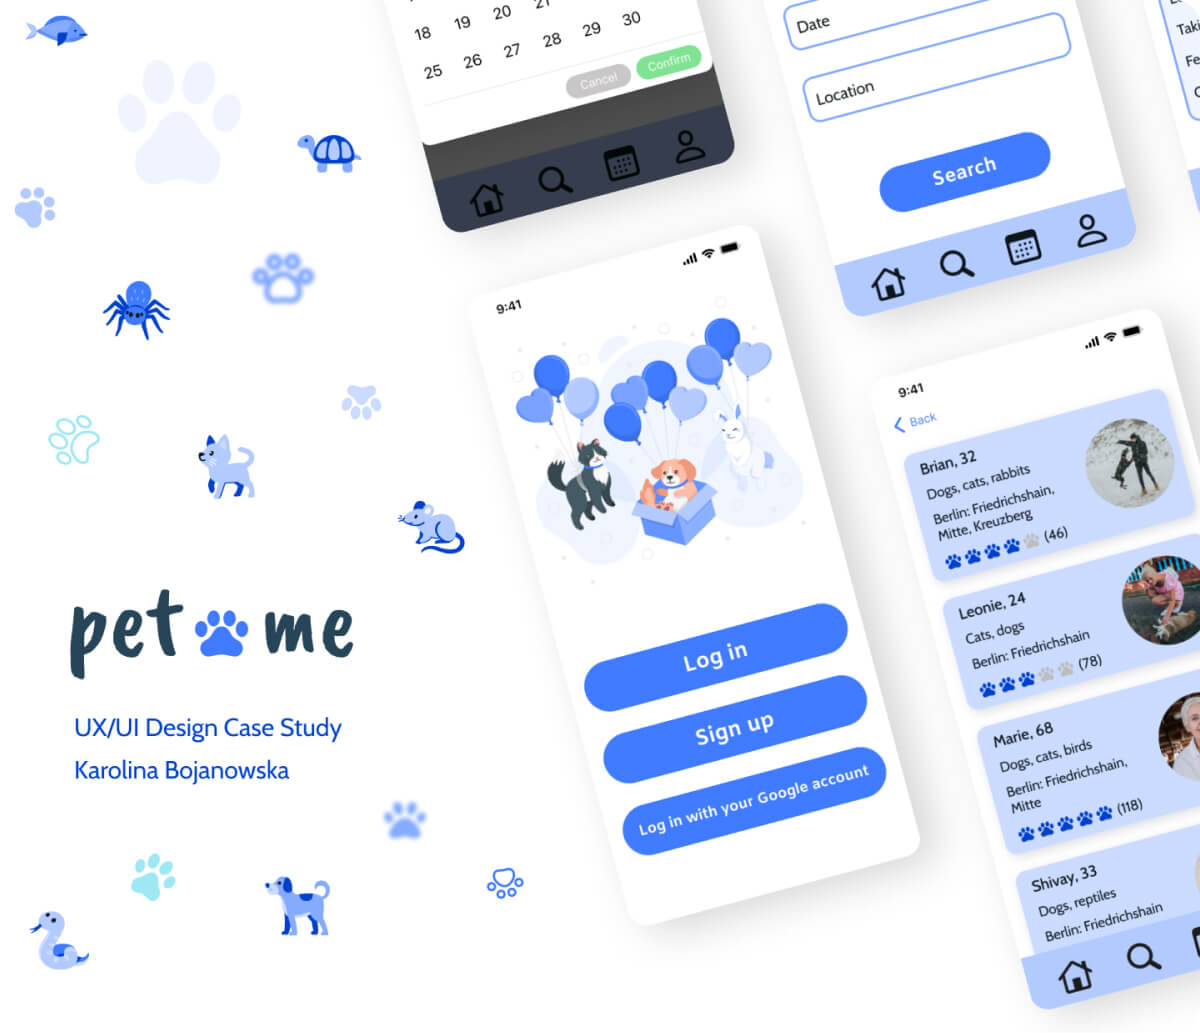 18 19 20 21
25 26 27 28 29 30
Cancel Confirm
Date
Location
Search
pet me
UX/UI Design Case Study
Karolina Bojanowska
9:41
Log in
Sign up
Log in with your Google account
9:41
Back
Brian, 32
Dogs, cats, rabbits
Berlin: Friedrichshain,
Mitte, Kreuzberg
(46)
Leonie, 24
Cats, dogs
Berlin: Friedrichshain
(78)
Marie, 68
Dogs, cats, birds
Berlin: Friedrichshain,
Mitte
(118)
Shivay, 33
Dogs, reptiles
Berlin: Friedrichshain